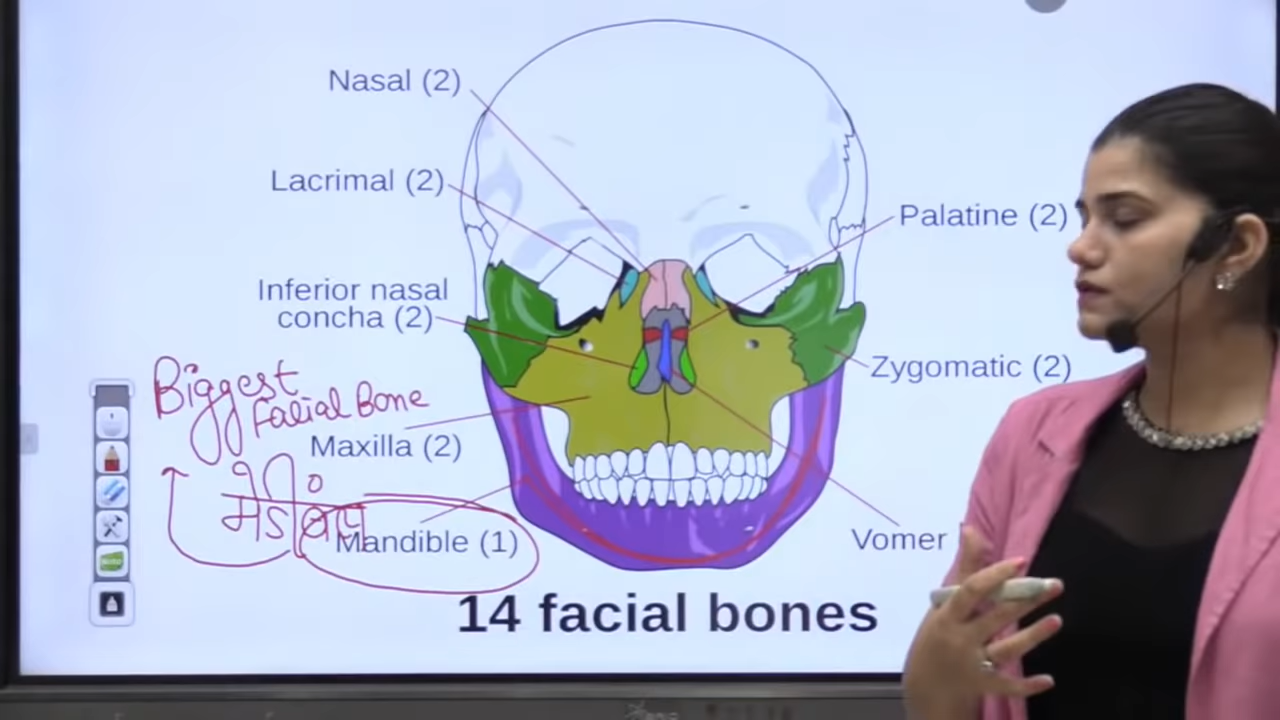 Nasal (2)
Lacrimal (2)
Palatine (2)
Inferior nasal
concha (2)
Zygomatic (2)
Biggest
Facial Bone
Maxilla (2)
Mandible (1)
Vomer
14 facial bones